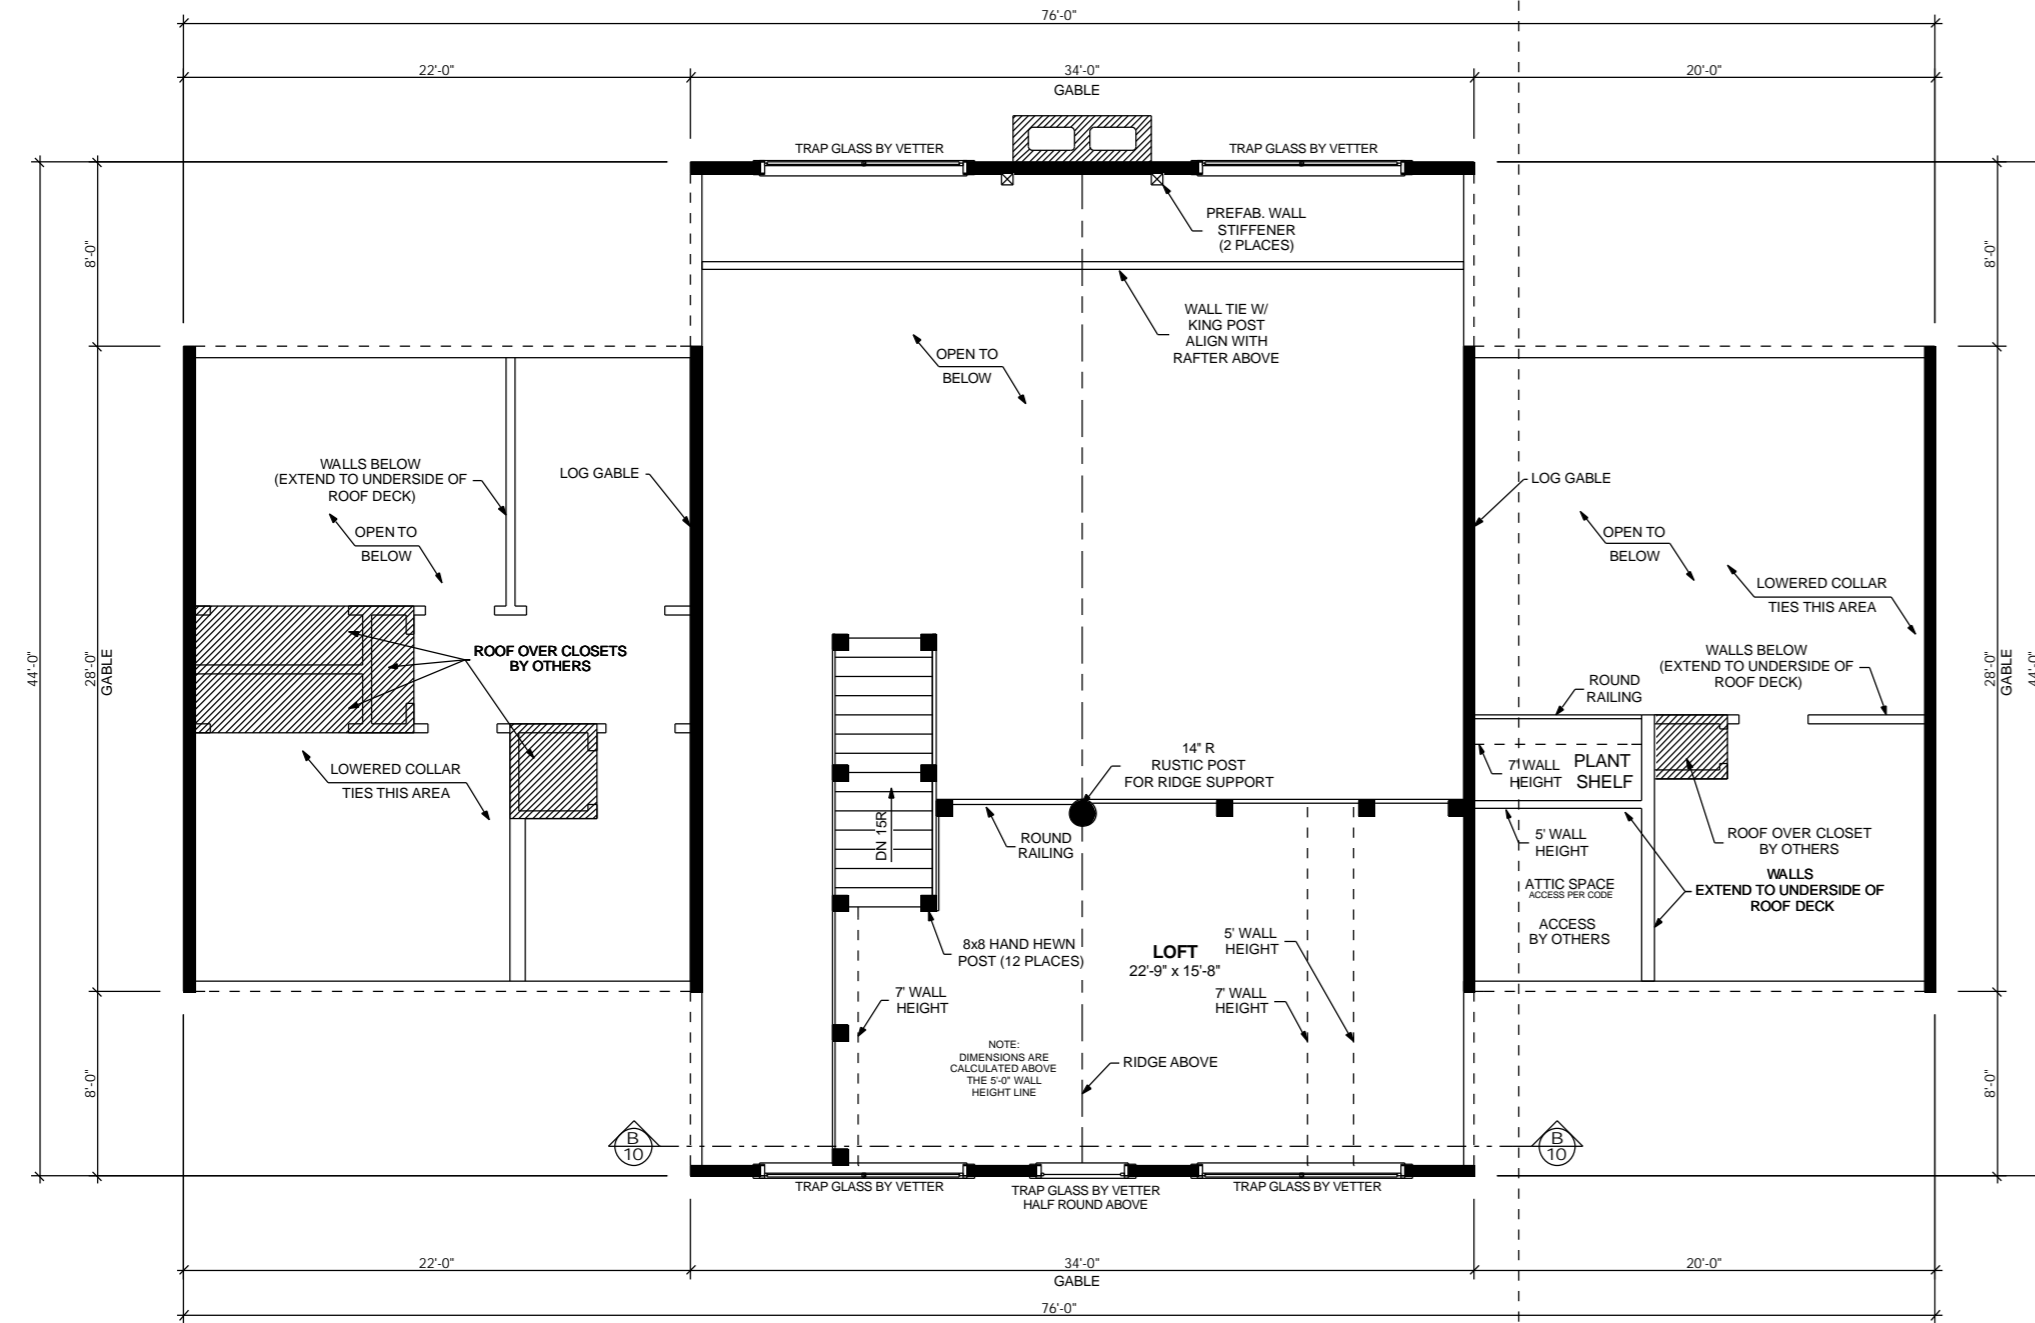 76'-0"
22'-0"
34'-0"
GABLE
20'-0"
TRAP GLASS BY VETTER
TRAP GLASS BY VETTER
PREFAB. WALL
STIFFENER
(2 PLACES)
8'-0"
8'-0"
WALL TIE W/
KING POST
ALIGN WITH
RAFTER ABOVE
OPEN TO
BELOW
WALLS BELOW
(EXTEND TO UNDERSIDE OF
ROOF DECK)
LOG GABLE
LOG GABLE
OPEN TO
BELOW
OPEN TO
BELOW
LOWERED COLLAR
TIES THIS AREA
44'-0"
28'-0"
GABLE
ROOF OVER CLOSETS
BY OTHERS
WALLS BELOW
(EXTEND TO UNDERSIDE OF
ROOF DECK)
ROUND
RAILING
28'-0"
GABLE
44'-0"
14" R
RUSTIC POST
FOR RIDGE SUPPORT
7' WALL
HEIGHT
PLANT
SHELF
LOWERED COLLAR
TIES THIS AREA
DN 15R
ROUND
RAILING
5' WALL
HEIGHT
ROOF OVER CLOSET
BY OTHERS
ATTIC SPACE
ACCESS PER CODE
WALLS
EXTEND TO UNDERSIDE OF
ROOF DECK
ACCESS
BY OTHERS
8x8 HAND HEWN
POST (12 PLACES)
LOFT
22'-9" x 15'-8"
5' WALL
HEIGHT
7' WALL
HEIGHT
7' WALL
HEIGHT
NOTE:
DIMENSIONS ARE
CALCULATED ABOVE
THE 5'-0" WALL
HEIGHT LINE
RIDGE ABOVE
8'-0"
8'-0"
B
10
B
10
TRAP GLASS BY VETTER
TRAP GLASS BY VETTER
HALF ROUND ABOVE
TRAP GLASS BY VETTER
22'-0"
34'-0"
GABLE
20'-0"
76'-0"